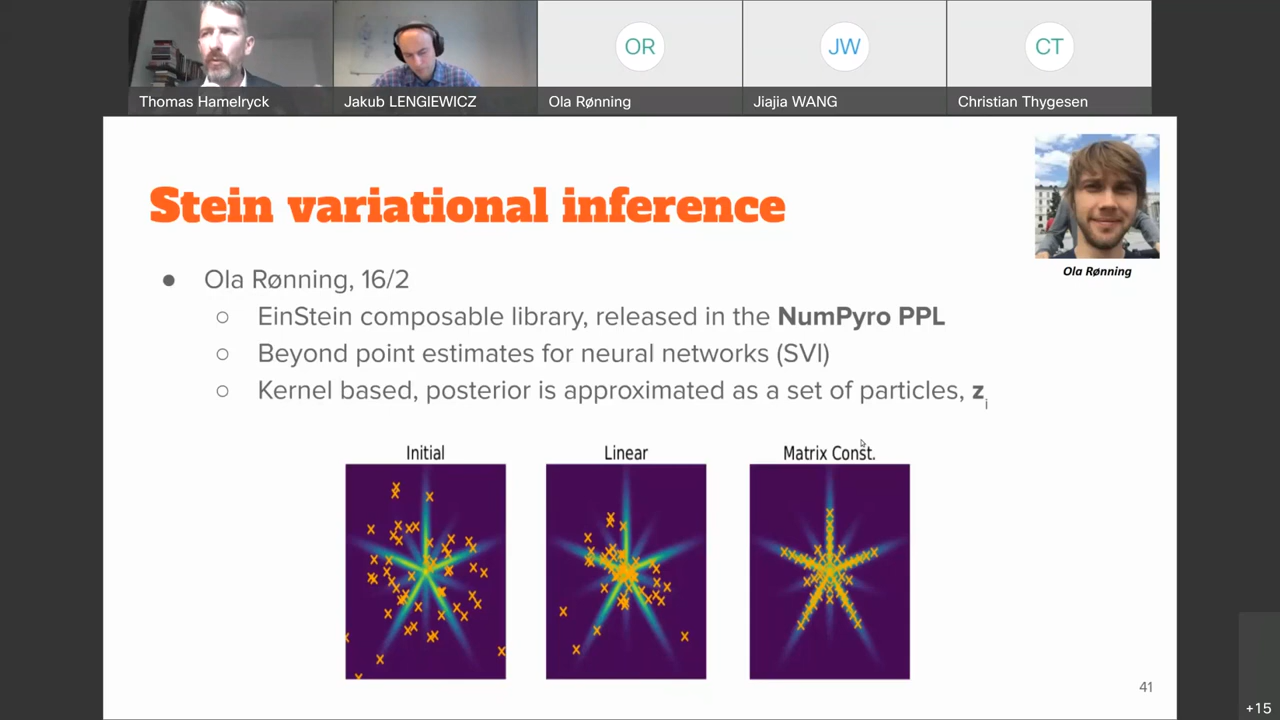 Thomas Hamelryck
Jakub LENGIEWICZ
OR
Ola Rønning
JW
Jiajia WANG
CT
Christian Thygesen
Stein variational inference
Ola Rønning
● Ola Rønning, 16/2
○ EinStein composable library, released in the NumPyro PPL
○ Beyond point estimates for neural networks (SVI)
○ Kernel based, posterior is approximated as a set of particles, zi
Initial
Linear
Matrix Const.
41
+15